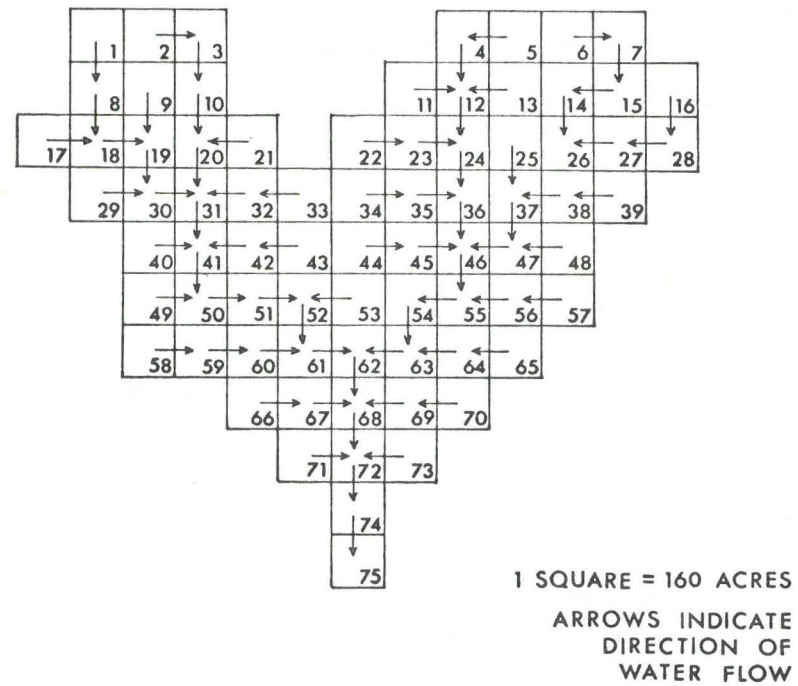 1 2 3 4 5 6 7
8 9 10 11 12 13 14 15 16
17 18 19 20 21 22 23 24 25 26 27 28
29 30 31 32 33 34 35 36 37 38 39
40 41 42 43 44 45 46 47 48
49 50 51 52 53 54 55 56 57
58 59 60 61 62 63 64 65
66 67 68 69 70
71 72 73
74
75
1 SQUARE = 160 ACRES
ARROWS INDICATE
DIRECTION OF
WATER FLOW